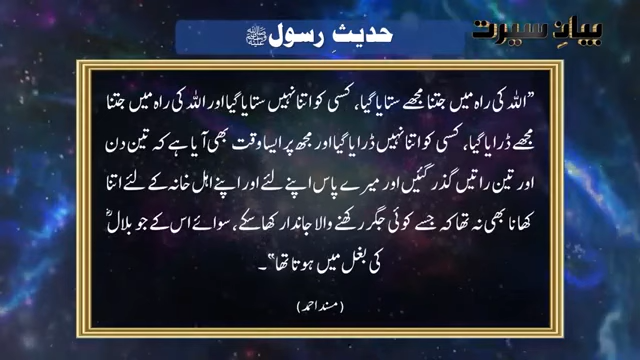 بیانِ سیرت
حدیثِ رسول ﷺ
”اللہ کی راہ میں جتنا مجھے ستایا گیا، کسی کو اتنا نہیں ستایا گیا اور اللہ کی راہ میں جتنا
مجھے ڈرایا گیا، کسی کو اتنا نہیں ڈرایا گیا اور مجھ پر ایسا وقت بھی آیا ہے کہ تین دن
اور تین راتیں گذر گئیں اور میرے پاس اپنے لئے اور اپنے اہل خانہ کے لئے اتنا
کھانا بھی نہ تھا کہ جسے کوئی جگر رکھنے والا جاندار کھا سکے، سوائے اس کے جو بلالؓ
کی بغل میں ہوتا تھا“۔
(مسند احمد)